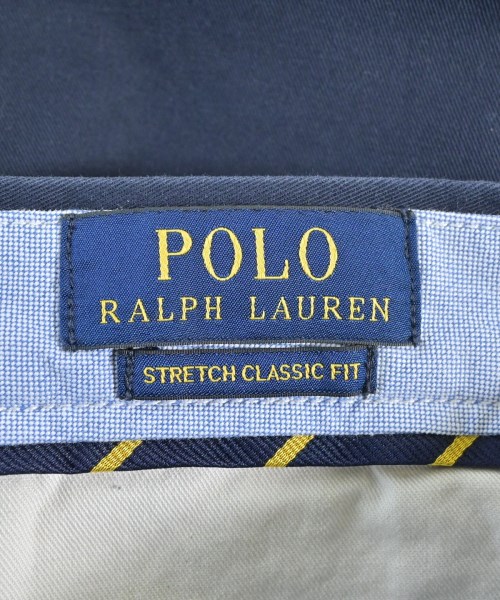 POLO
RALPH LAUREN
STRETCH CLASSIC FIT